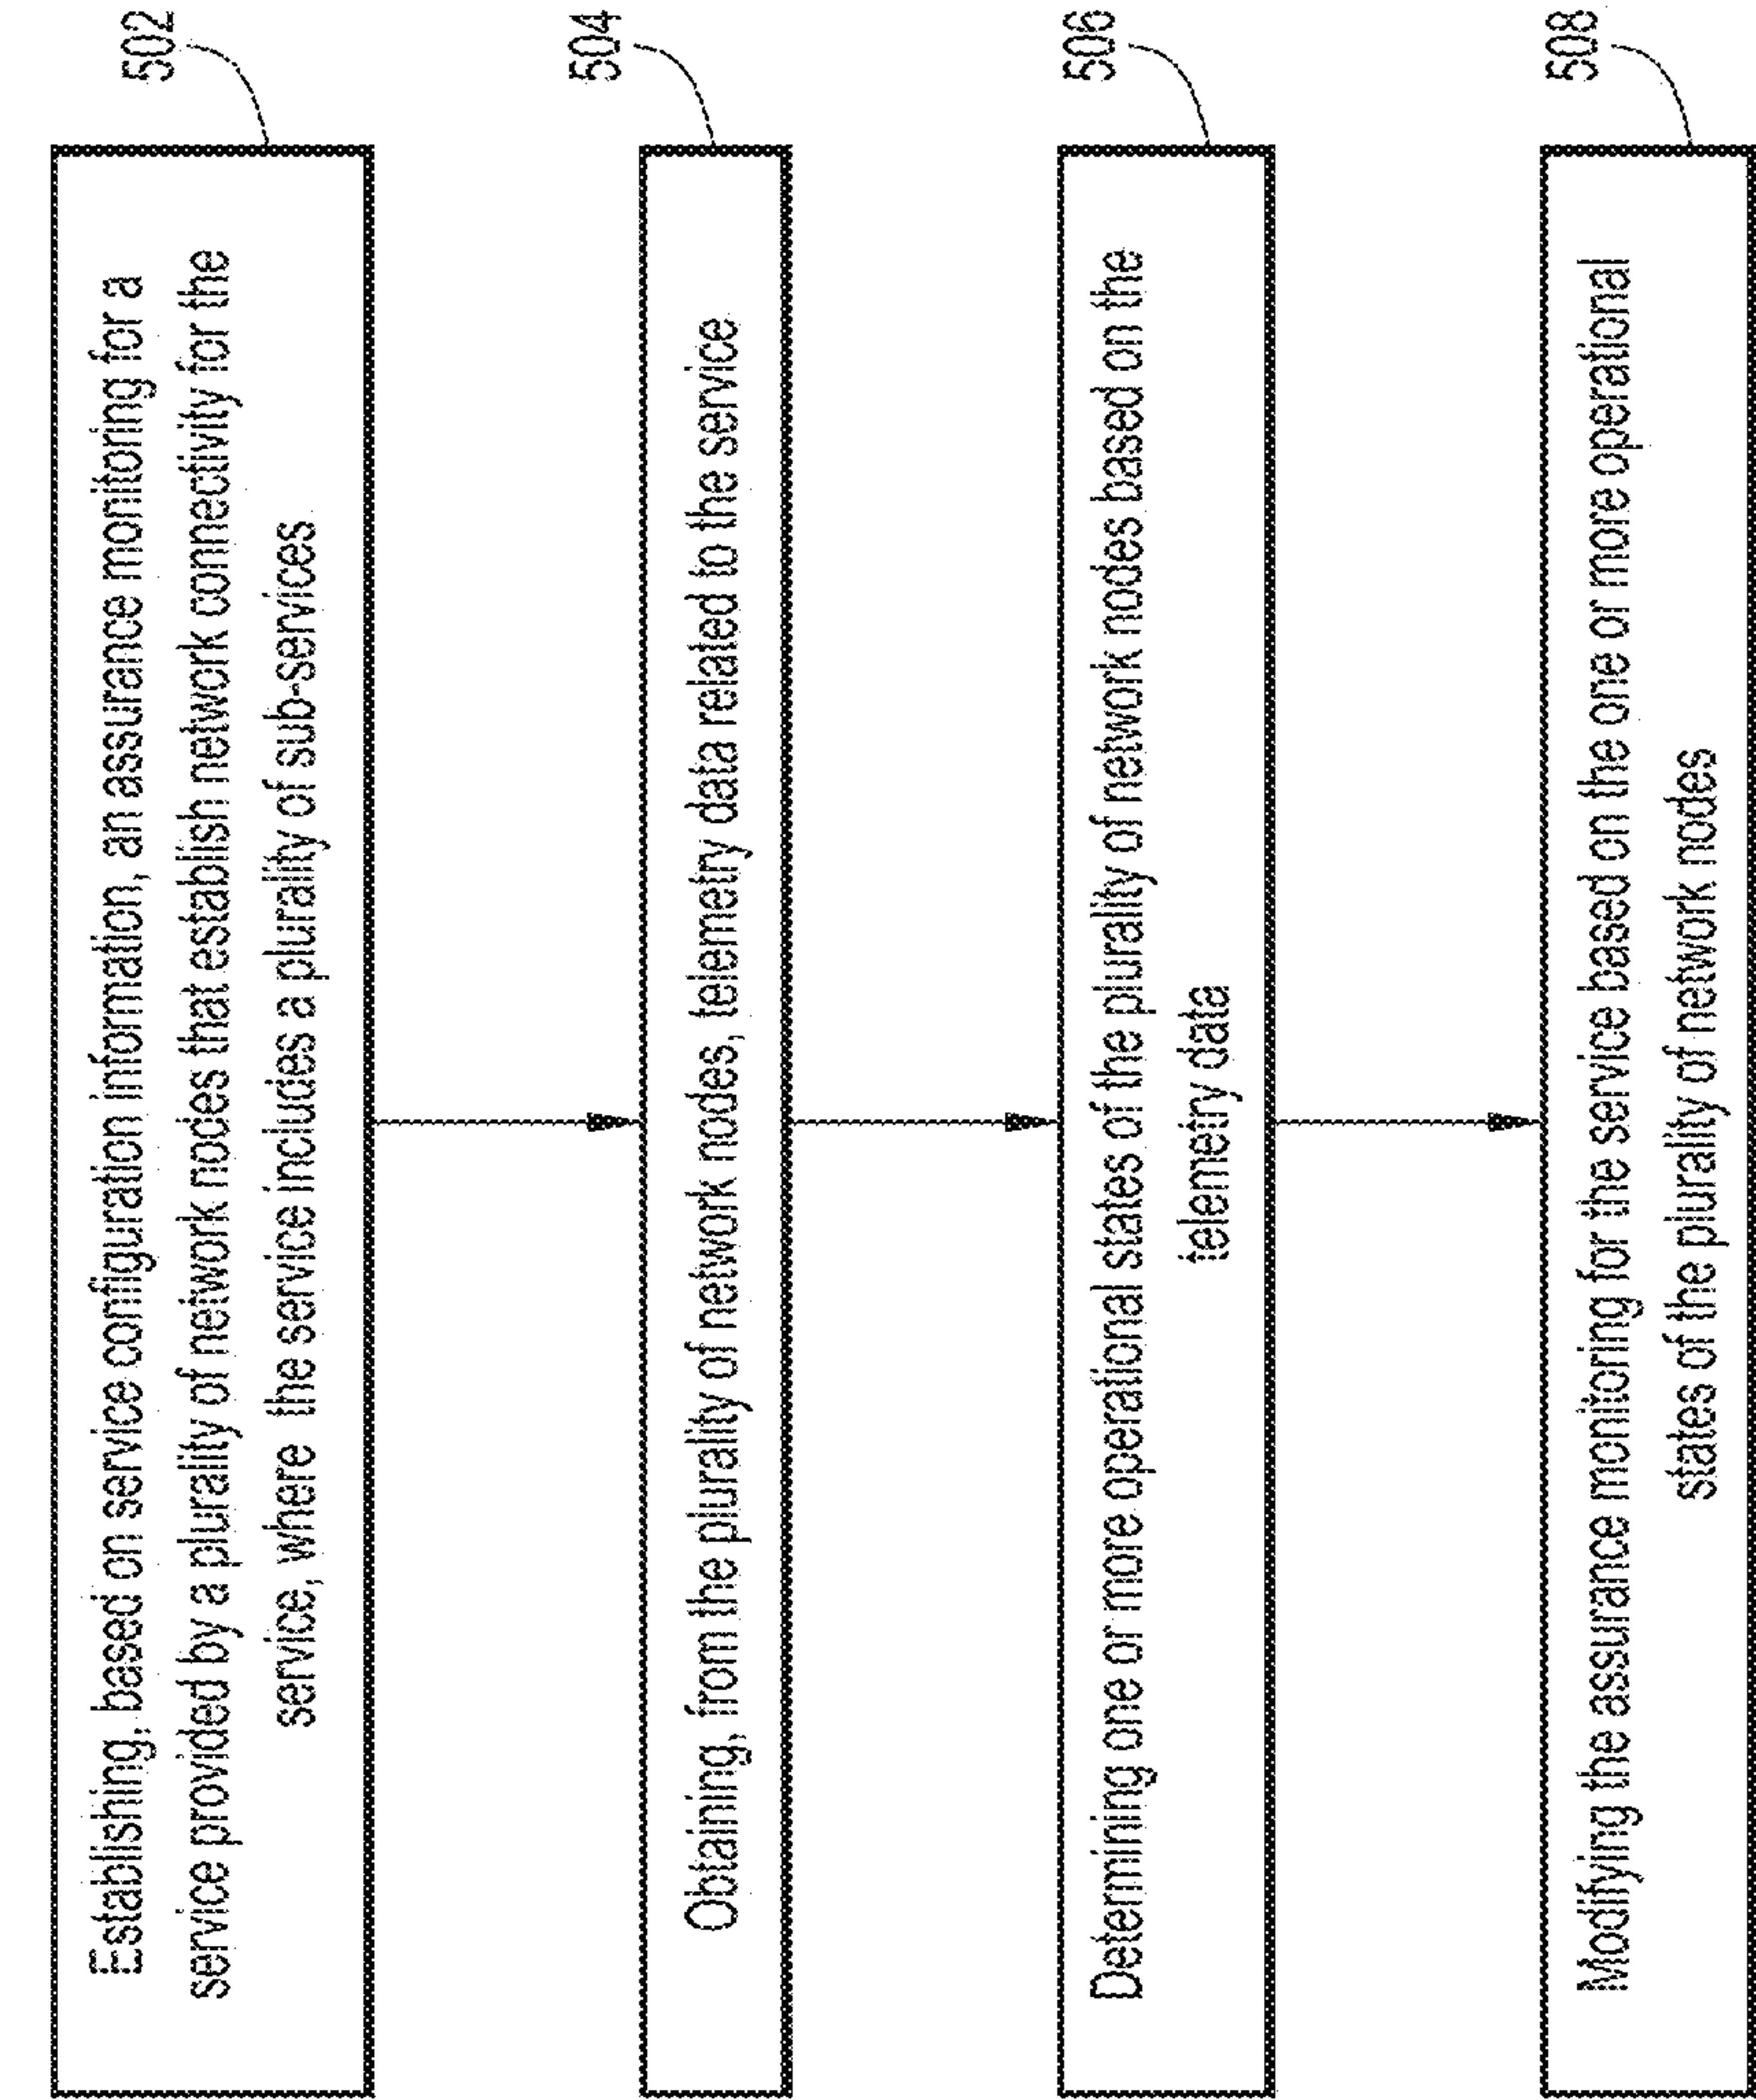 502
Establishing, based on service configuration information, an assurance monitoring for a
service provided by a plurality of network nodes that establish network connectivity for the
service, where the service includes a plurality of sub-services
504
Obtaining, from the plurality of network nodes, telemetry data related to the service
506
Determining one or more operational states of the plurality of network nodes based on the
telemetry data
508
Modifying the assurance monitoring for the service based on the one or more operational
states of the plurality of network nodes